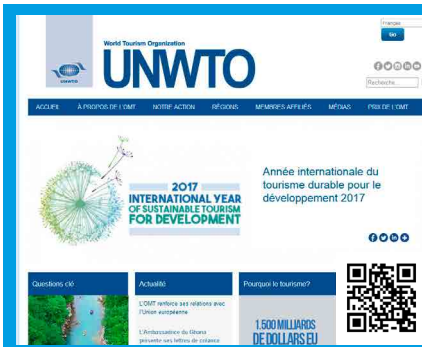 Français
Go
World Tourism Organization
UNWTO
UNWTO
Recherche...
ACCUEIL À PROPOS DE L'OMT NOTRE ACTION RÉGIONS MEMBRES AFFILIÉS MÉDIAS PRIX DE L'OMT
2017
INTERNATIONAL YEAR
OF SUSTAINABLE TOURISM
FOR DEVELOPMENT
Année internationale du
tourisme durable pour le
développement 2017
Questions clé
Actualité
L'OMT renforce ses relations avec
l'Union européenne
L'Ambassadrice du Ghana
présente ses lettres de créance
Pourquoi le tourisme?
1.500 MILLIARDS
DE DOLLARS EU